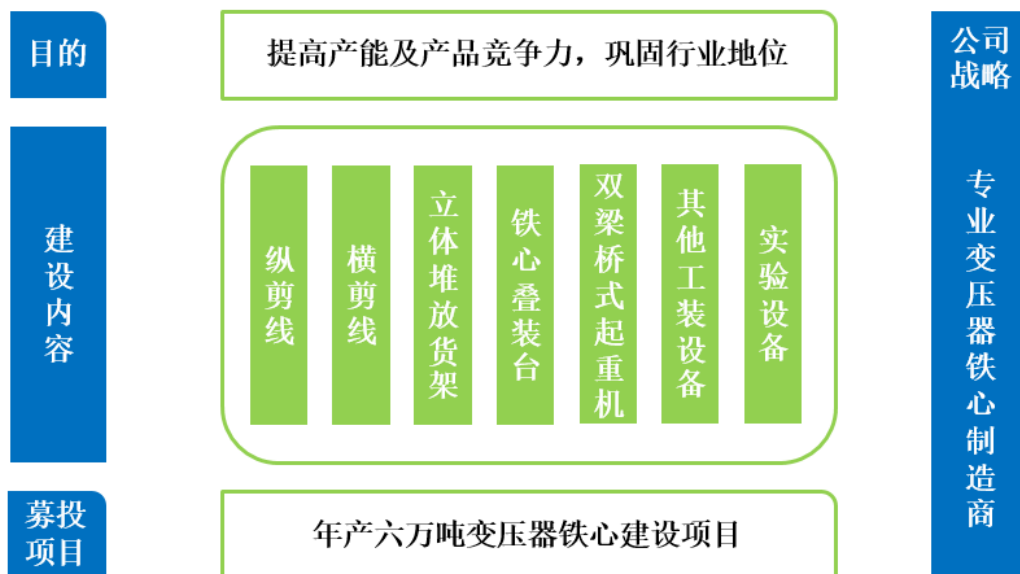 目的
提高产能及产品竞争力，巩固行业地位
公司
战略
专业变压器铁心制造商
建设内容
纵剪线
横剪线
立体堆放货架
铁心叠装台
双梁桥式起重机
其他工装设备
实验设备
募投
项目
年产六万吨变压器铁心建设项目